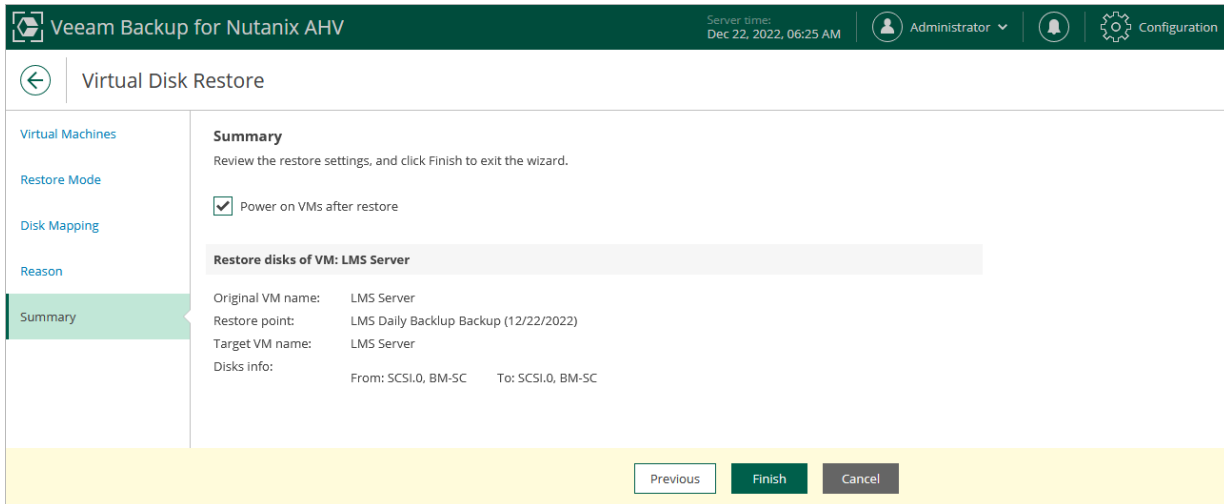 Veeam Backup for Nutanix AHV
Server time:
Dec 22, 2022, 06:25 AM
Administrator
Configuration
Virtual Disk Restore
Virtual Machines
Restore Mode
Disk Mapping
Reason
Summary
Summary
Review the restore settings, and click Finish to exit the wizard.
Power on VMs after restore
Restore disks of VM: LMS Server
Original VM name: LMS Server
Restore point: LMS Daily Backlup Backup (12/22/2022)
Target VM name: LMS Server
Disks info:
From: SCSI.0, BM-SC To: SCSI.0, BM-SC
Previous Finish Cancel